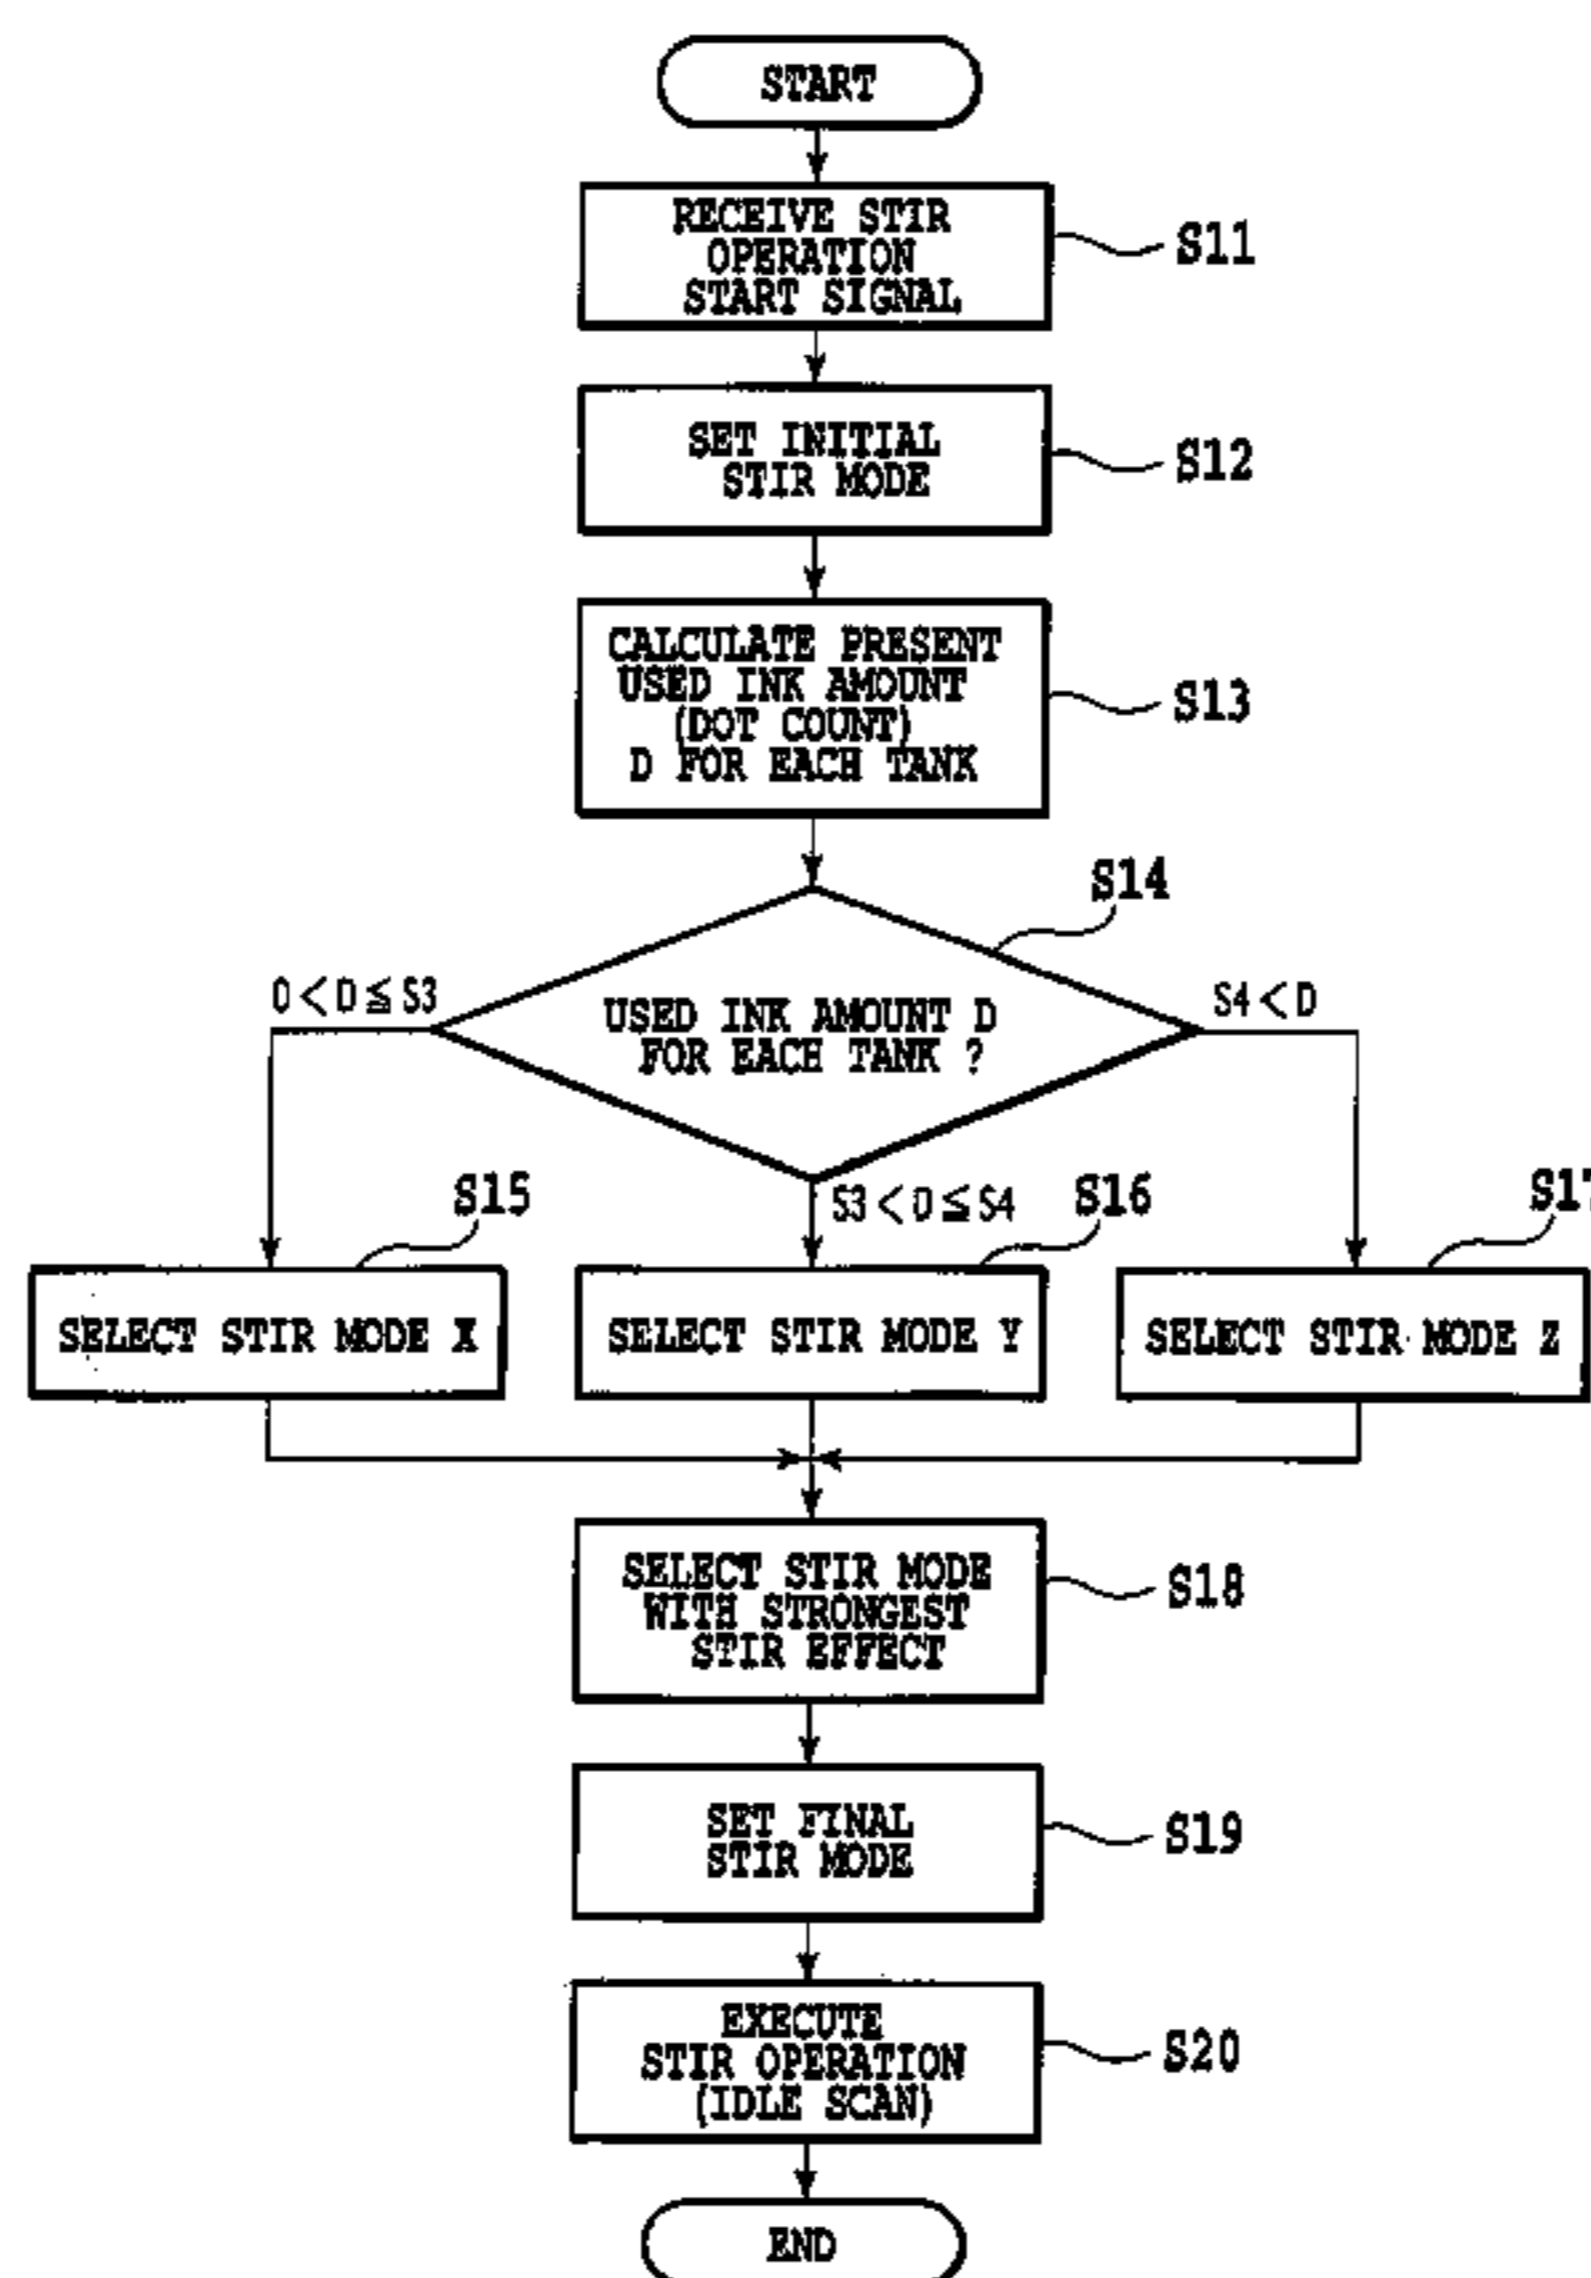 START
RECEIVE STIR
OPERATION
START SIGNAL
S11
SET INITIAL
STIR MODE
S12
CALCULATE PRESENT
USED INK AMOUNT
(DOT COUNT)
D FOR EACH TANK
S13
S14
USED INK AMOUNT D
FOR EACH TANK ?
0<D≦S3
S4<D
S3<D≦S4
S15
S16
S17
SELECT STIR MODE X
SELECT STIR MODE Y
SELECT STIR MODE Z
SELECT STIR MODE
WITH STRONGEST
STIR EFFECT
S18
SET FINAL
STIR MODE
S19
EXECUTE
STIR OPERATION
(IDLE SCAN)
S20
END